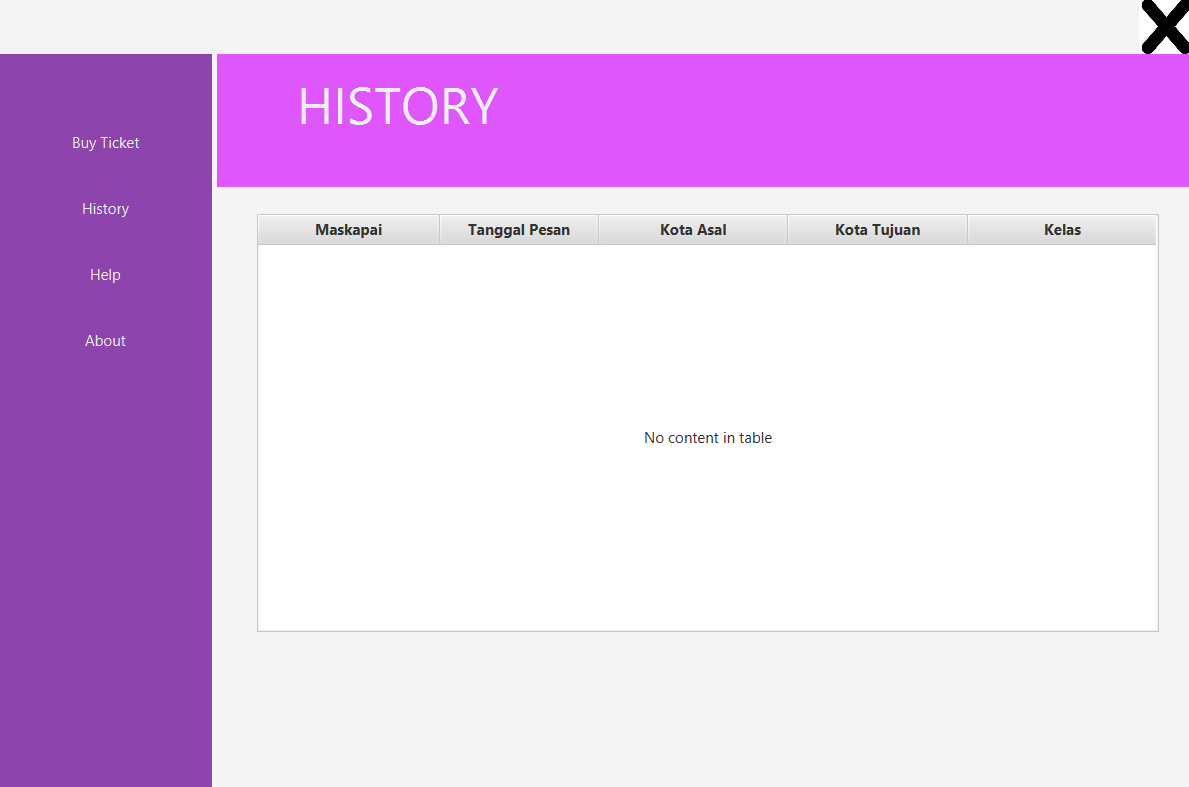 HISTORY
Buy Ticket
History
Help
About
Maskapai Tanggal Pesan Kota Asal Kota Tujuan Kelas
No content in table